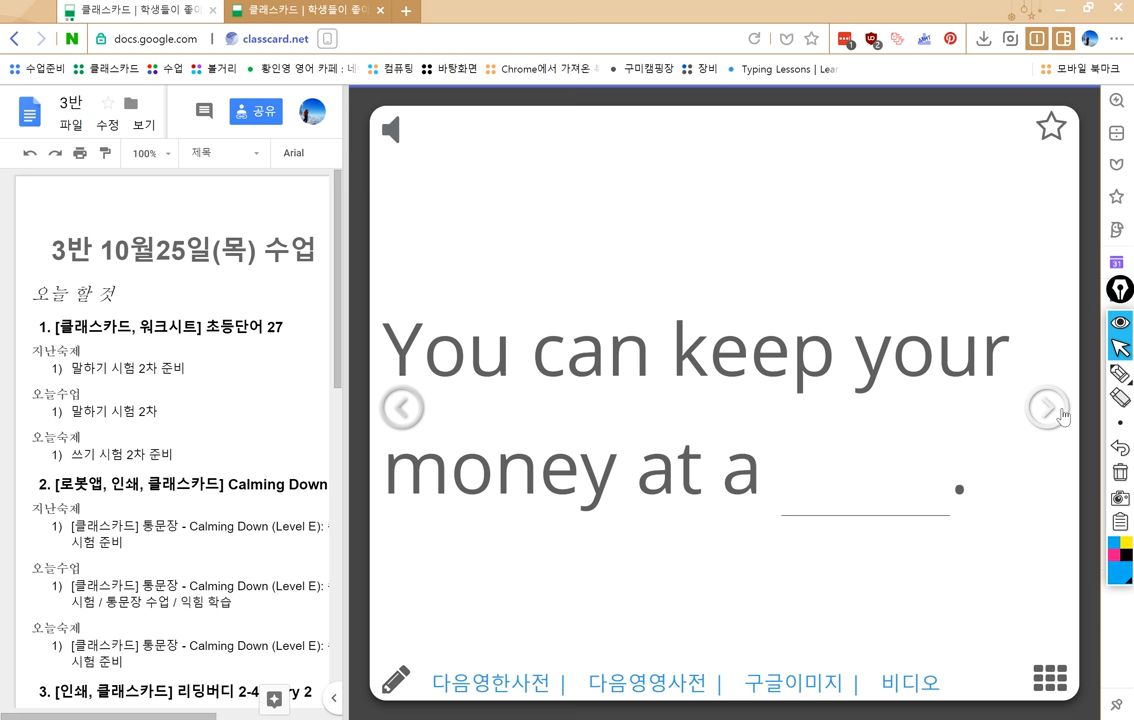 클래스카드 | 학생들이 좋아
클래스카드 | 학생들이 좋아
N
docs.google.com | classcard.net
1
2
수업준비
클래스카드
수업
볼거리
황인영 영어 카페 : 네
컴퓨팅
바탕화면
Chrome에서 가져온
구미캠핑장
장비
Typing Lessons | Lear
모바일 북마크
3반
파일 수정 보기
공유
100% 제목 Arial
3반 10월25일(목) 수업
오늘 할 것
1. [클래스카드, 워크시트] 초등단어 27
지난숙제
1) 말하기 시험 2차 준비
오늘수업
1) 말하기 시험 2차
오늘숙제
1) 쓰기 시험 2차 준비
2. [로봇앱, 인쇄, 클래스카드] Calming Down
지난숙제
1) [클래스카드] 통문장 - Calming Down (Level E):
시험 준비
오늘수업
1) [클래스카드] 통문장 - Calming Down (Level E):
시험 / 통문장 수업 / 익힘 학습
오늘숙제
1) [클래스카드] 통문장 - Calming Down (Level E):
시험 준비
3. [인쇄, 클래스카드] 리딩버디 2-4 ry 2
You can keep your
money at a ______ .
다음영한사전 | 다음영영사전 | 구글이미지 | 비디오
31